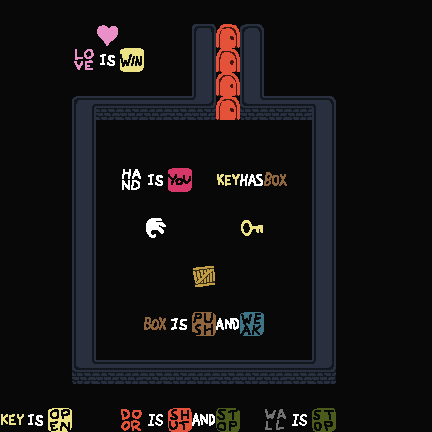 LOVE IS WIN
HAND IS YOU
KEY HAS BOX
BOX IS PUSH AND WEAK
KEY IS OPEN
DOOR IS SHUT AND STOP
WALL IS STOP